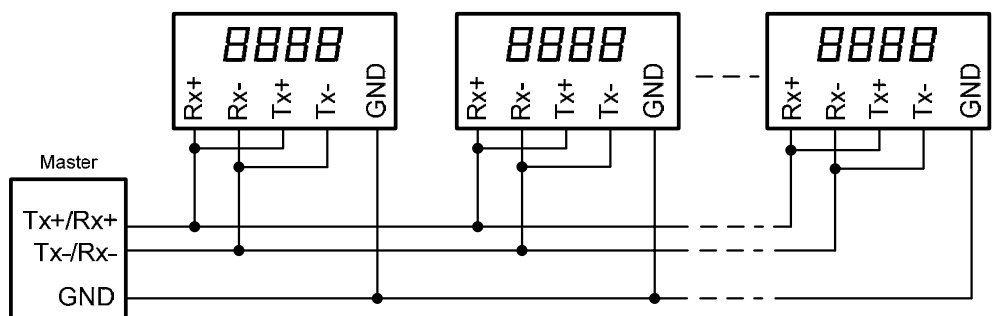 8888 8888 8888
Rx+ Rx- Tx+ Tx- GND Rx+ Rx- Tx+ Tx- GND Rx+ Rx- Tx+ Tx- GND
Master
Tx+/Rx+
Tx-/Rx-
GND